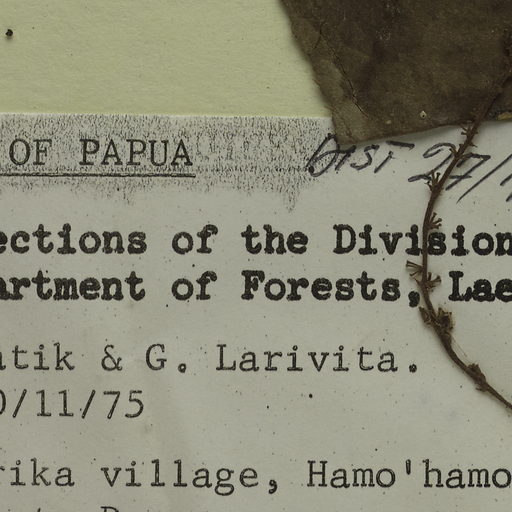 OF PAPUA
DIST 27/
ections of the Division
artment of Forests, Lae
atik & G. Larivita.
0/11/75
rika village, Hamo'hamo